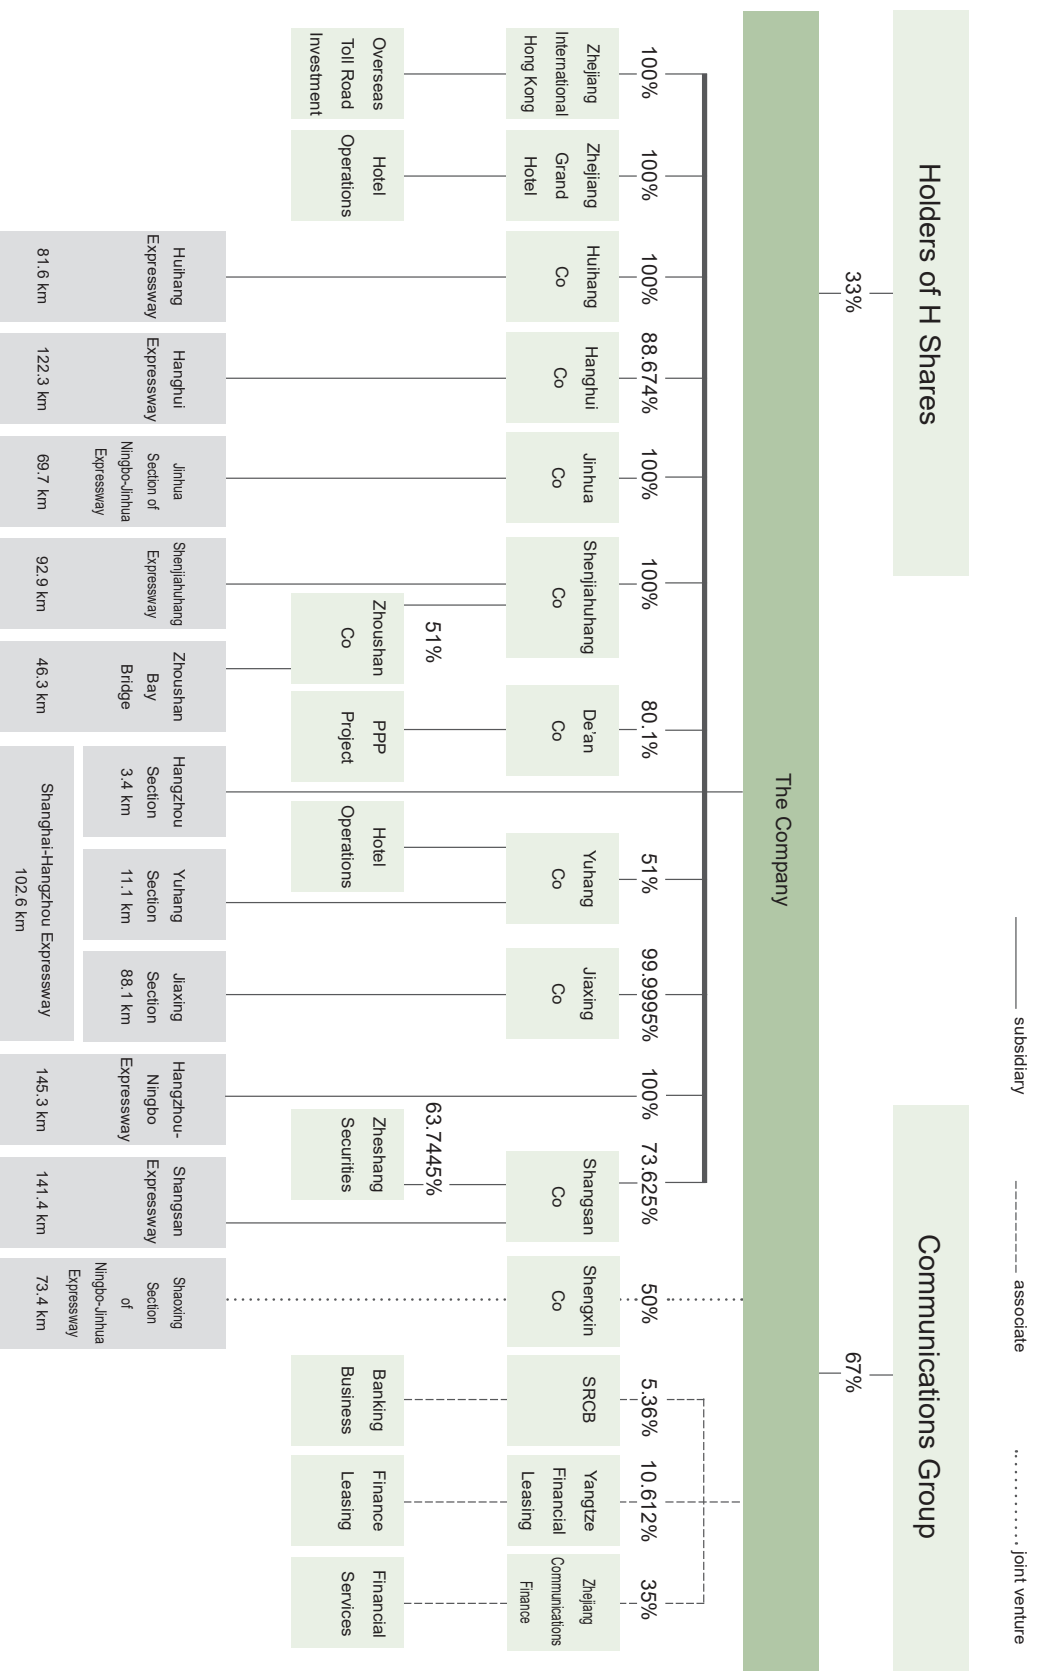 subsidiary
associate
joint venture
Holders of H Shares
Communications Group
33%
67%
The Company
100%
100%
100%
88.674%
100%
100%
80.1%
51%
99.9995%
100%
73.625%
50%
5.36%
10.612%
35%
Zhejiang
International
Hong Kong
Zhejiang
Grand
Hotel
Huihang
Co
Hanghui
Co
Jinhua
Co
Shenjiahuhang
Co
De'an
Co
Yuhang
Co
Jiaxing
Co
Shangsan
Co
Shengxin
Co
SRCB
Yangtze
Financial
Leasing
Zhejiang
Communications
Finance
51%
63.7445%
Overseas
Toll Road
Investment
Hotel
Operations
Zhoushan
Co
PPP
Project
Hotel
Operations
Zheshang
Securities
Banking
Business
Finance
Leasing
Financial
Services
Huihang
Expressway
81.6 km
Hanghui
Expressway
122.3 km
Jinhua
Section of
Ningbo-Jinhua
Expressway
69.7 km
Shenjiahuhang
Expressway
92.9 km
Zhoushan
Bay
Bridge
46.3 km
Hangzhou
Section
3.4 km
Yuhang
Section
11.1 km
Jiaxing
Section
88.1 km
Shanghai-Hangzhou Expressway
102.6 km
Hangzhou-
Ningbo
Expressway
145.3 km
Shangsan
Expressway
141.4 km
Shaoxing
Section
of
Ningbo-Jinhua
Expressway
73.4 km